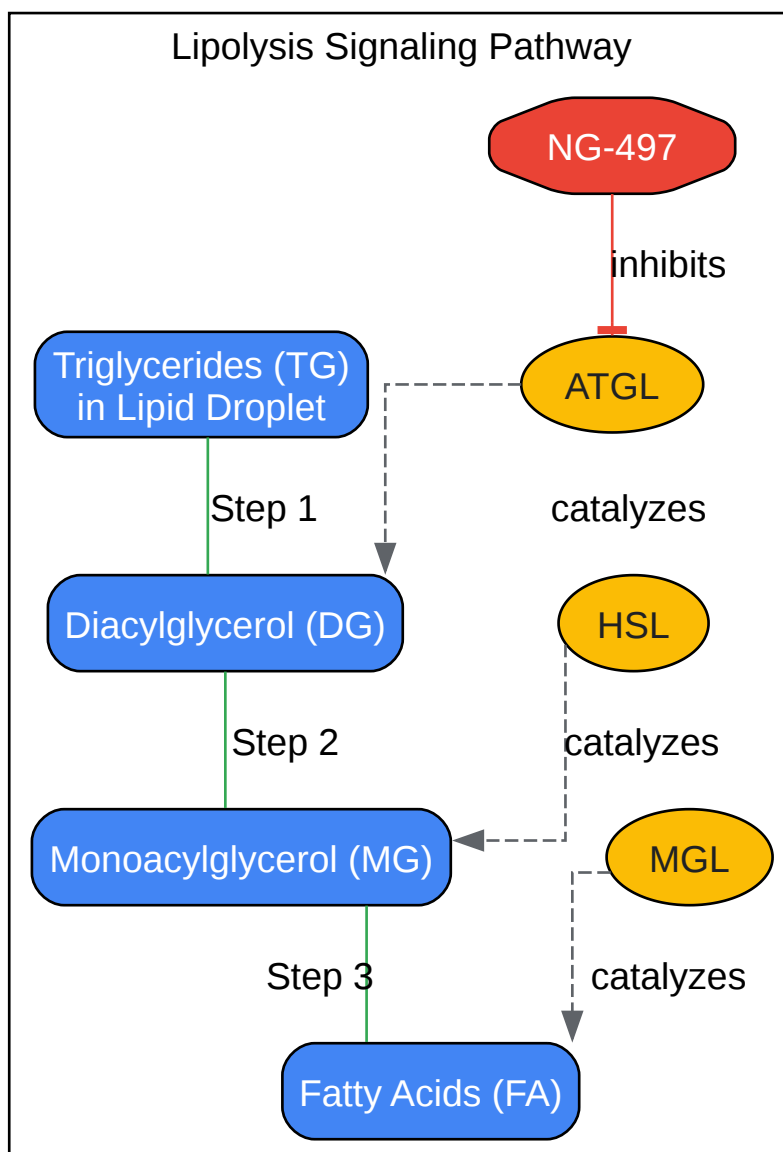 Lipolysis Signaling Pathway
NG-497
inhibits
Triglycerides (TG)
in Lipid Droplet
ATGL
Step 1
catalyzes
Diacylglycerol (DG)
HSL
Step 2
catalyzes
Monoacylglycerol (MG)
MGL
Step 3
catalyzes
Fatty Acids (FA)